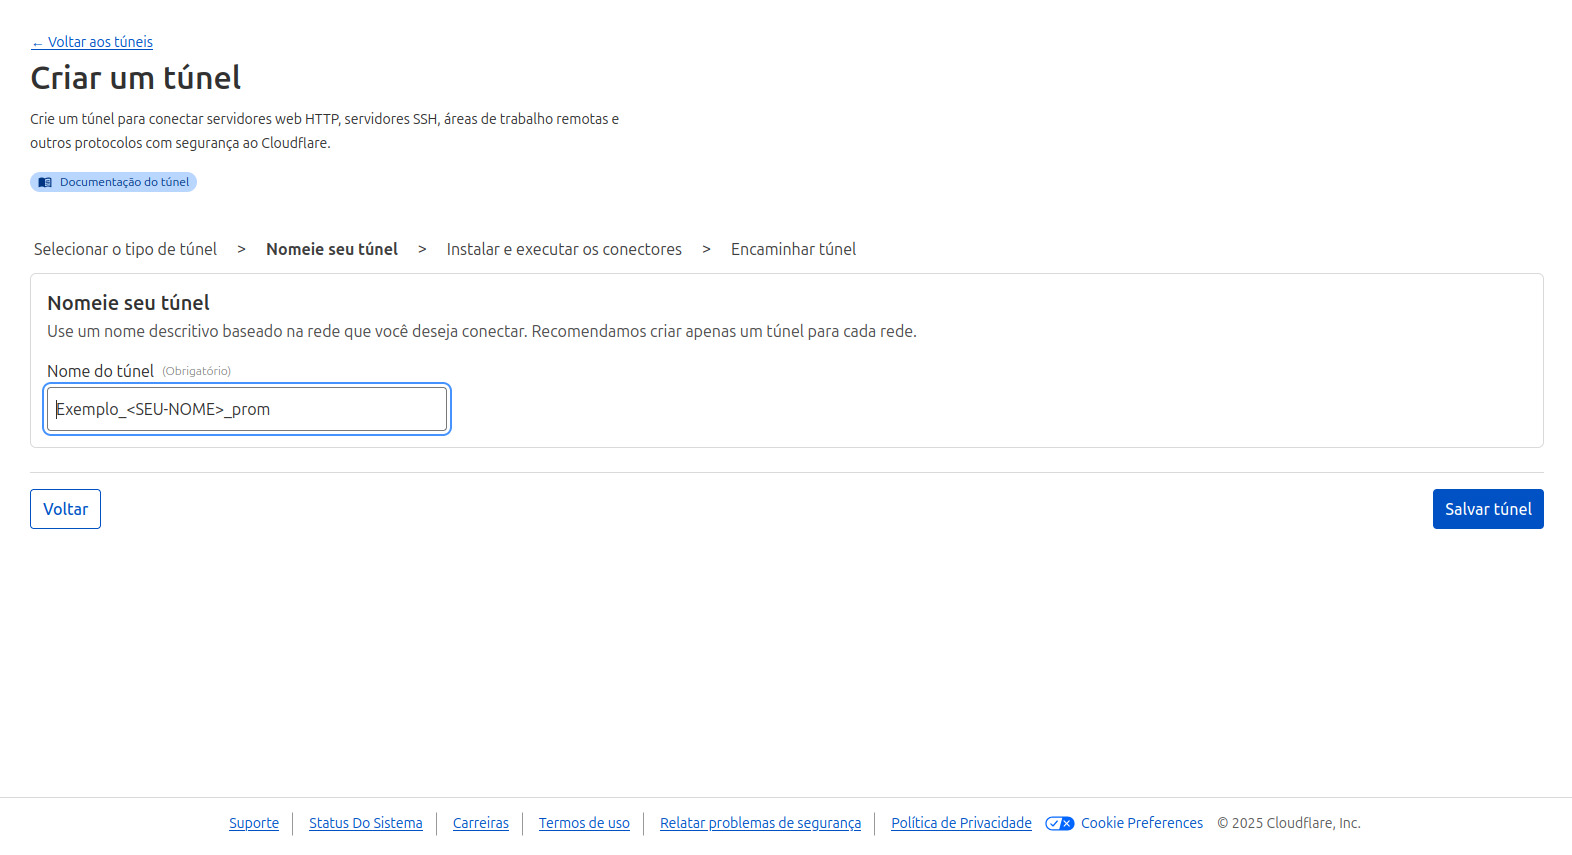 ← Voltar aos túneis
Criar um túnel
Crie um túnel para conectar servidores web HTTP, servidores SSH, áreas de trabalho remotas e
outros protocolos com segurança ao Cloudflare.
Documentação do túnel
Selecionar o tipo de túnel > Nomeie seu túnel > Instalar e executar os conectores > Encaminhar túnel
Nomeie seu túnel
Use um nome descritivo baseado na rede que você deseja conectar. Recomendamos criar apenas um túnel para cada rede.
Nome do túnel (Obrigatório)
Exemplo_<SEU-NOME>_prom
Voltar Salvar túnel
Suporte Status Do Sistema Carreiras Termos de uso Relatar problemas de segurança Política de Privacidade Cookie Preferences © 2025 Cloudflare, Inc.